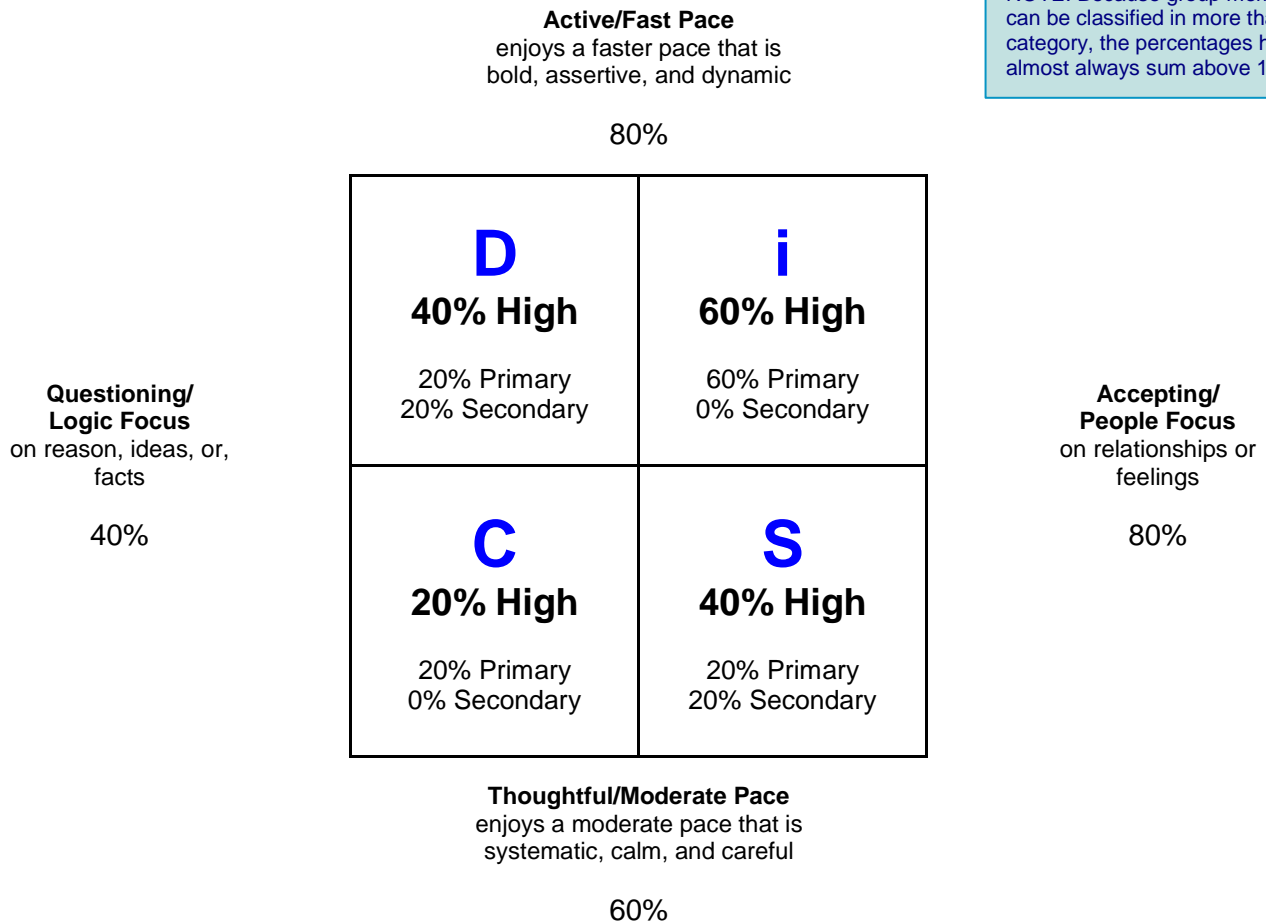 Active/Fast Pace
enjoys a faster pace that is
bold, assertive, and dynamic
80%
can be classified in more
category, the percentages
almost always sum above
D
40% High
20% Primary
20% Secondary
i
60% High
60% Primary
0% Secondary
Questioning/
Logic Focus
on reason, ideas, or,
facts
40%
Accepting/
People Focus
on relationships or
feelings
80%
C
20% High
20% Primary
0% Secondary
S
40% High
20% Primary
20% Secondary
Thoughtful/Moderate Pace
enjoys a moderate pace that is
systematic, calm, and careful
60%